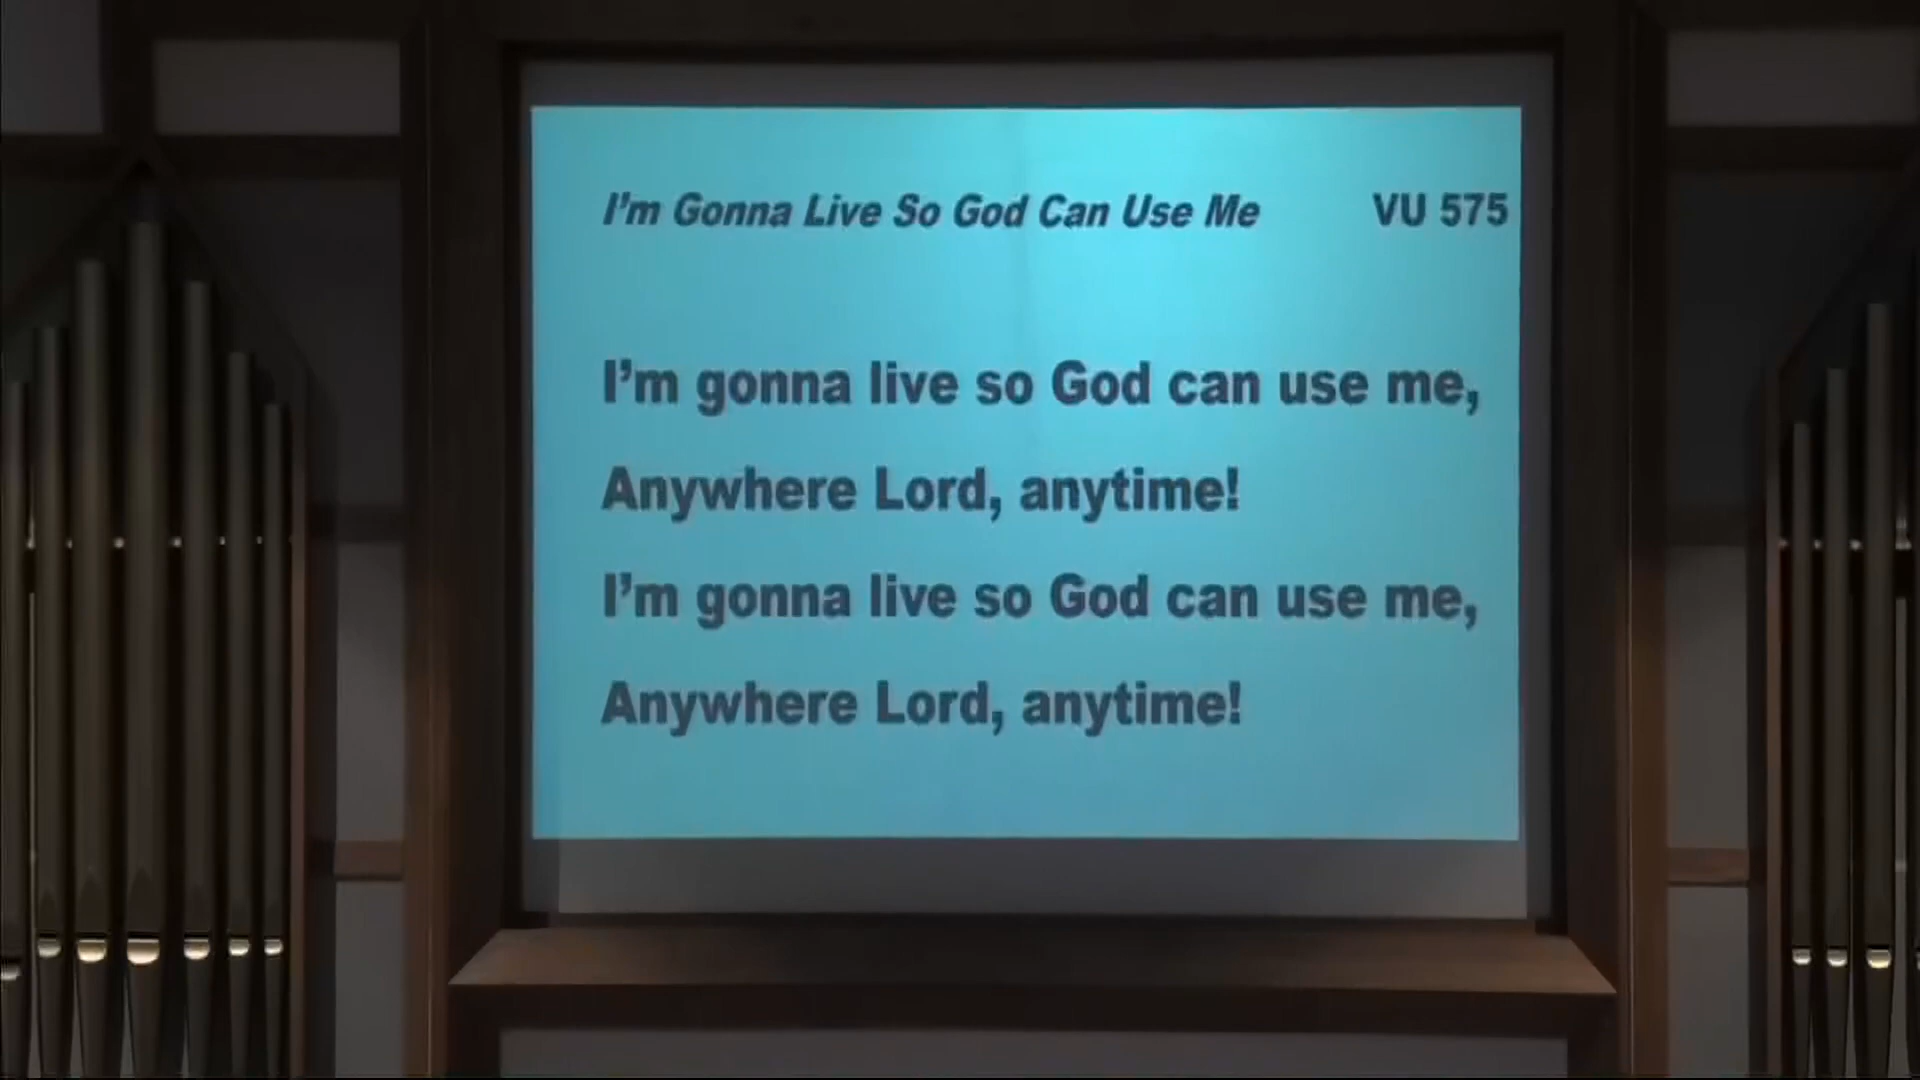 I'm Gonna Live So God Can Use Me VU 575
I'm gonna live so God can use me,
Anywhere Lord, anytime!
I'm gonna live so God can use me,
Anywhere Lord, anytime!